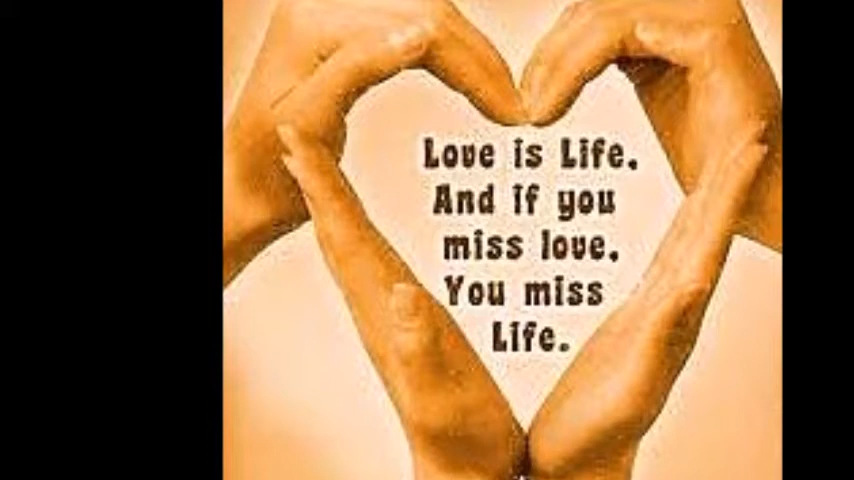 Love is Life.
And if you
miss love.
You miss
Life.